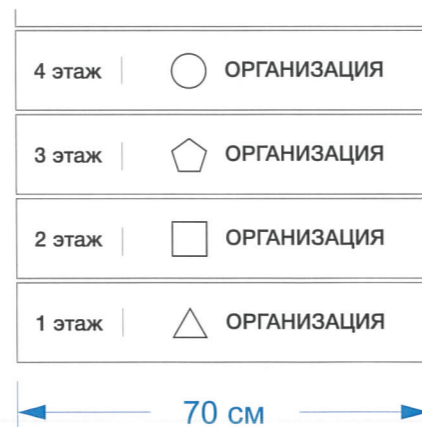 4 этаж ОРГАНИЗАЦИЯ
3 этаж ОРГАНИЗАЦИЯ
2 этаж ОРГАНИЗАЦИЯ
1 этаж ОРГАНИЗАЦИЯ
70 см